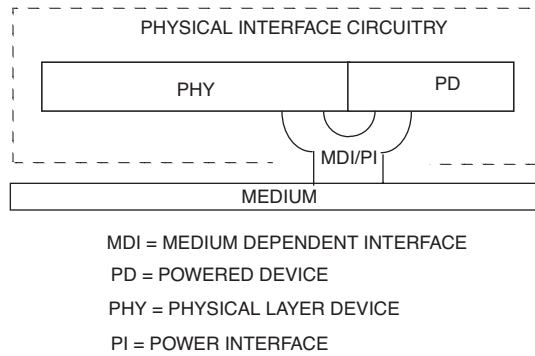 PHYSICAL INTERFACE CIRCUITRY
PHY
PD
MDI/PI
MEDIUM
MDI = MEDIUM DEPENDENT INTERFACE
PD = POWERED DEVICE
PHY = PHYSICAL LAYER DEVICE
PI = POWER INTERFACE